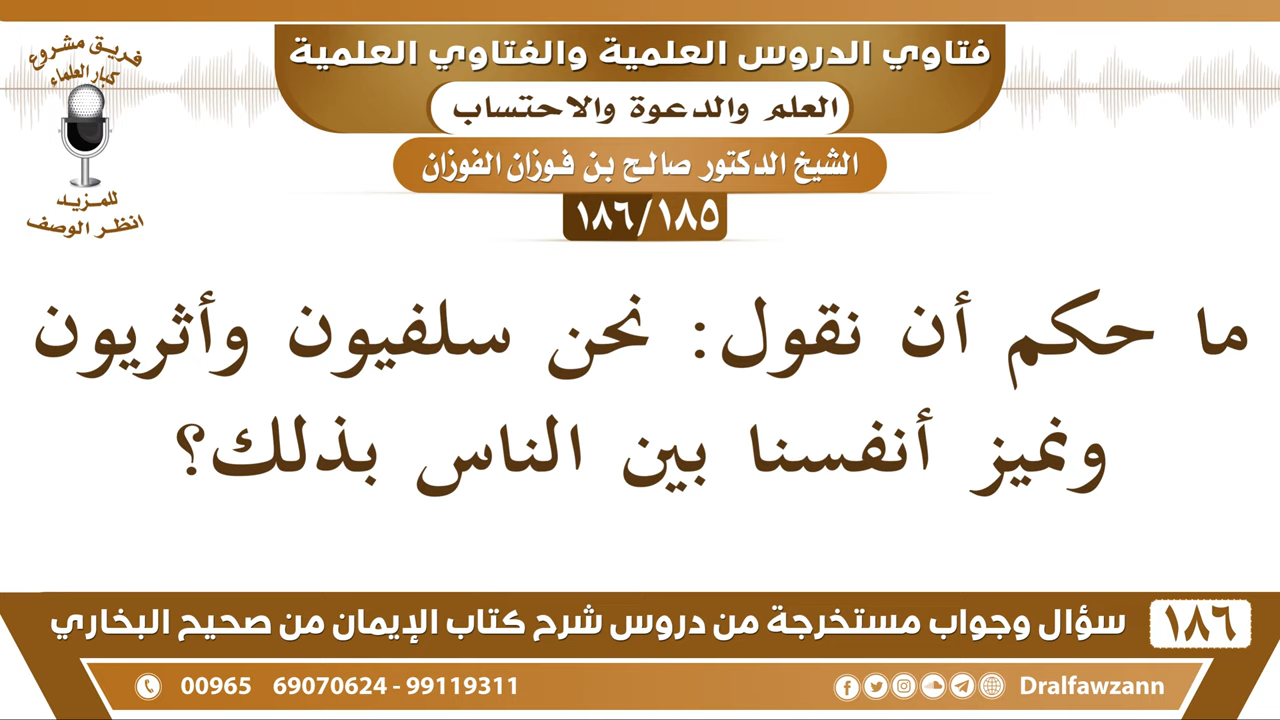 فريق مشروع
كبار العلماء
للمزيد
انظر الوصف
فتاوي الدروس العلمية والفتاوي العلمية
العلم والدعوة والاحتساب
الشيخ الدكتور صالح بن فوزان الفوزان
١٨٦/١٨٥
ما حكم أن نقول: نحن سلفيون وأثريون
ونميز أنفسنا بين الناس بذلك؟
١٨٦ سؤال وجواب مستخرجة من دروس شرح كتاب الإيمان من صحيح البخاري
00965 69070624 - 99119311
Dralfawzann